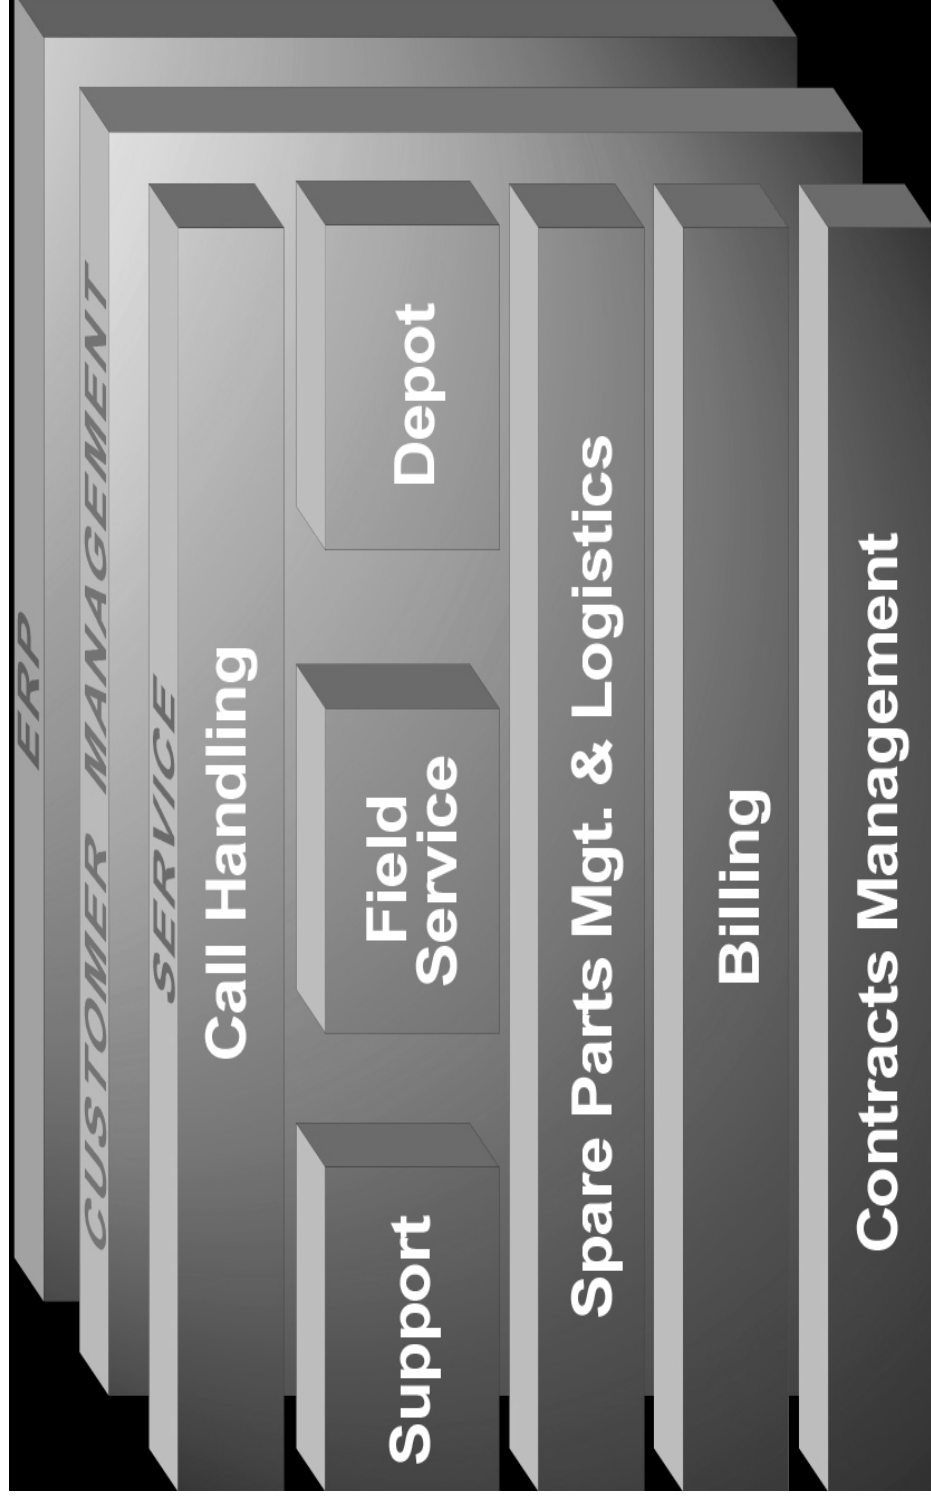 ERP
CUSTOMER MANAGEMENT
SERVICE
Call Handling
Support
Field
Service
Depot
Spare Parts Mgt. & Logistics
Billing
Contracts Management